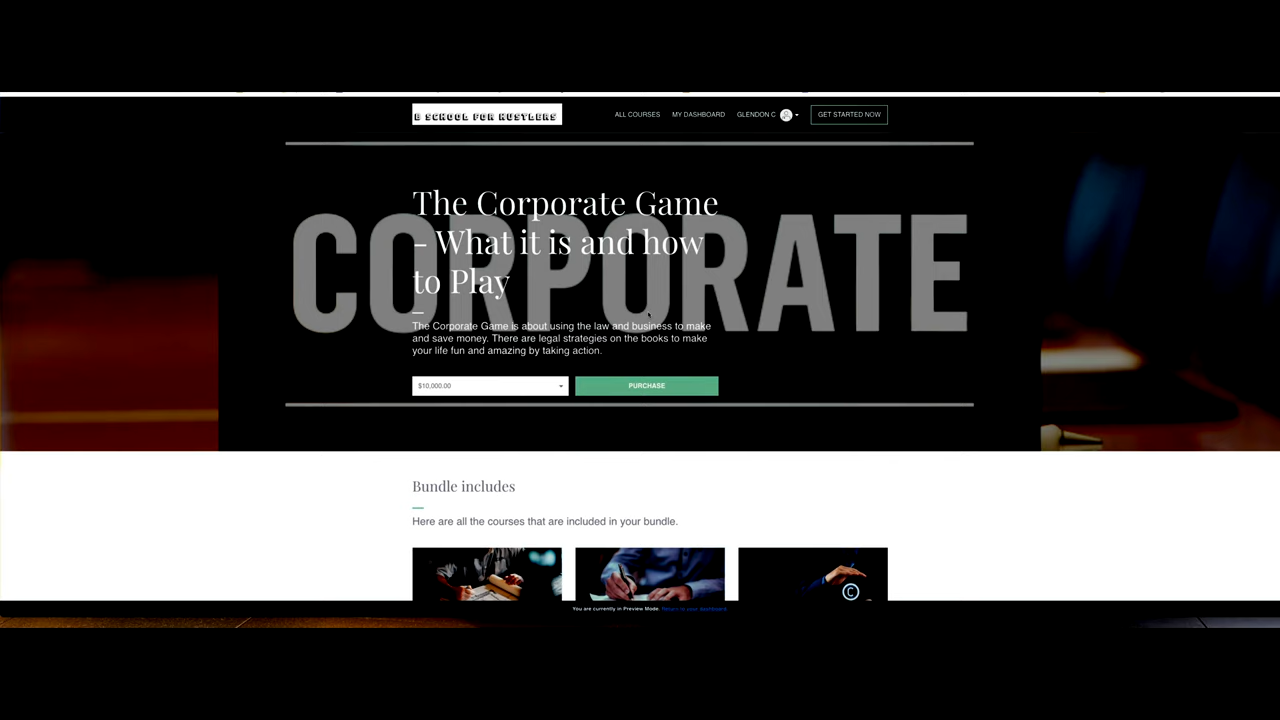 B SCHOOL FOR HUSTLERS
ALL COURSES MY DASHBOARD GLENDON C GET STARTED NOW
CORPORATE
The Corporate Game
– What it is and how
to Play
The Corporate Game is about using the law and business to make
and save money. There are legal strategies on the books to make
your life fun and amazing by taking action.
$10,000.00 PURCHASE
Bundle includes
Here are all the courses that are included in your bundle.
©
You are currently in Preview Mode. Return to your dashboard.